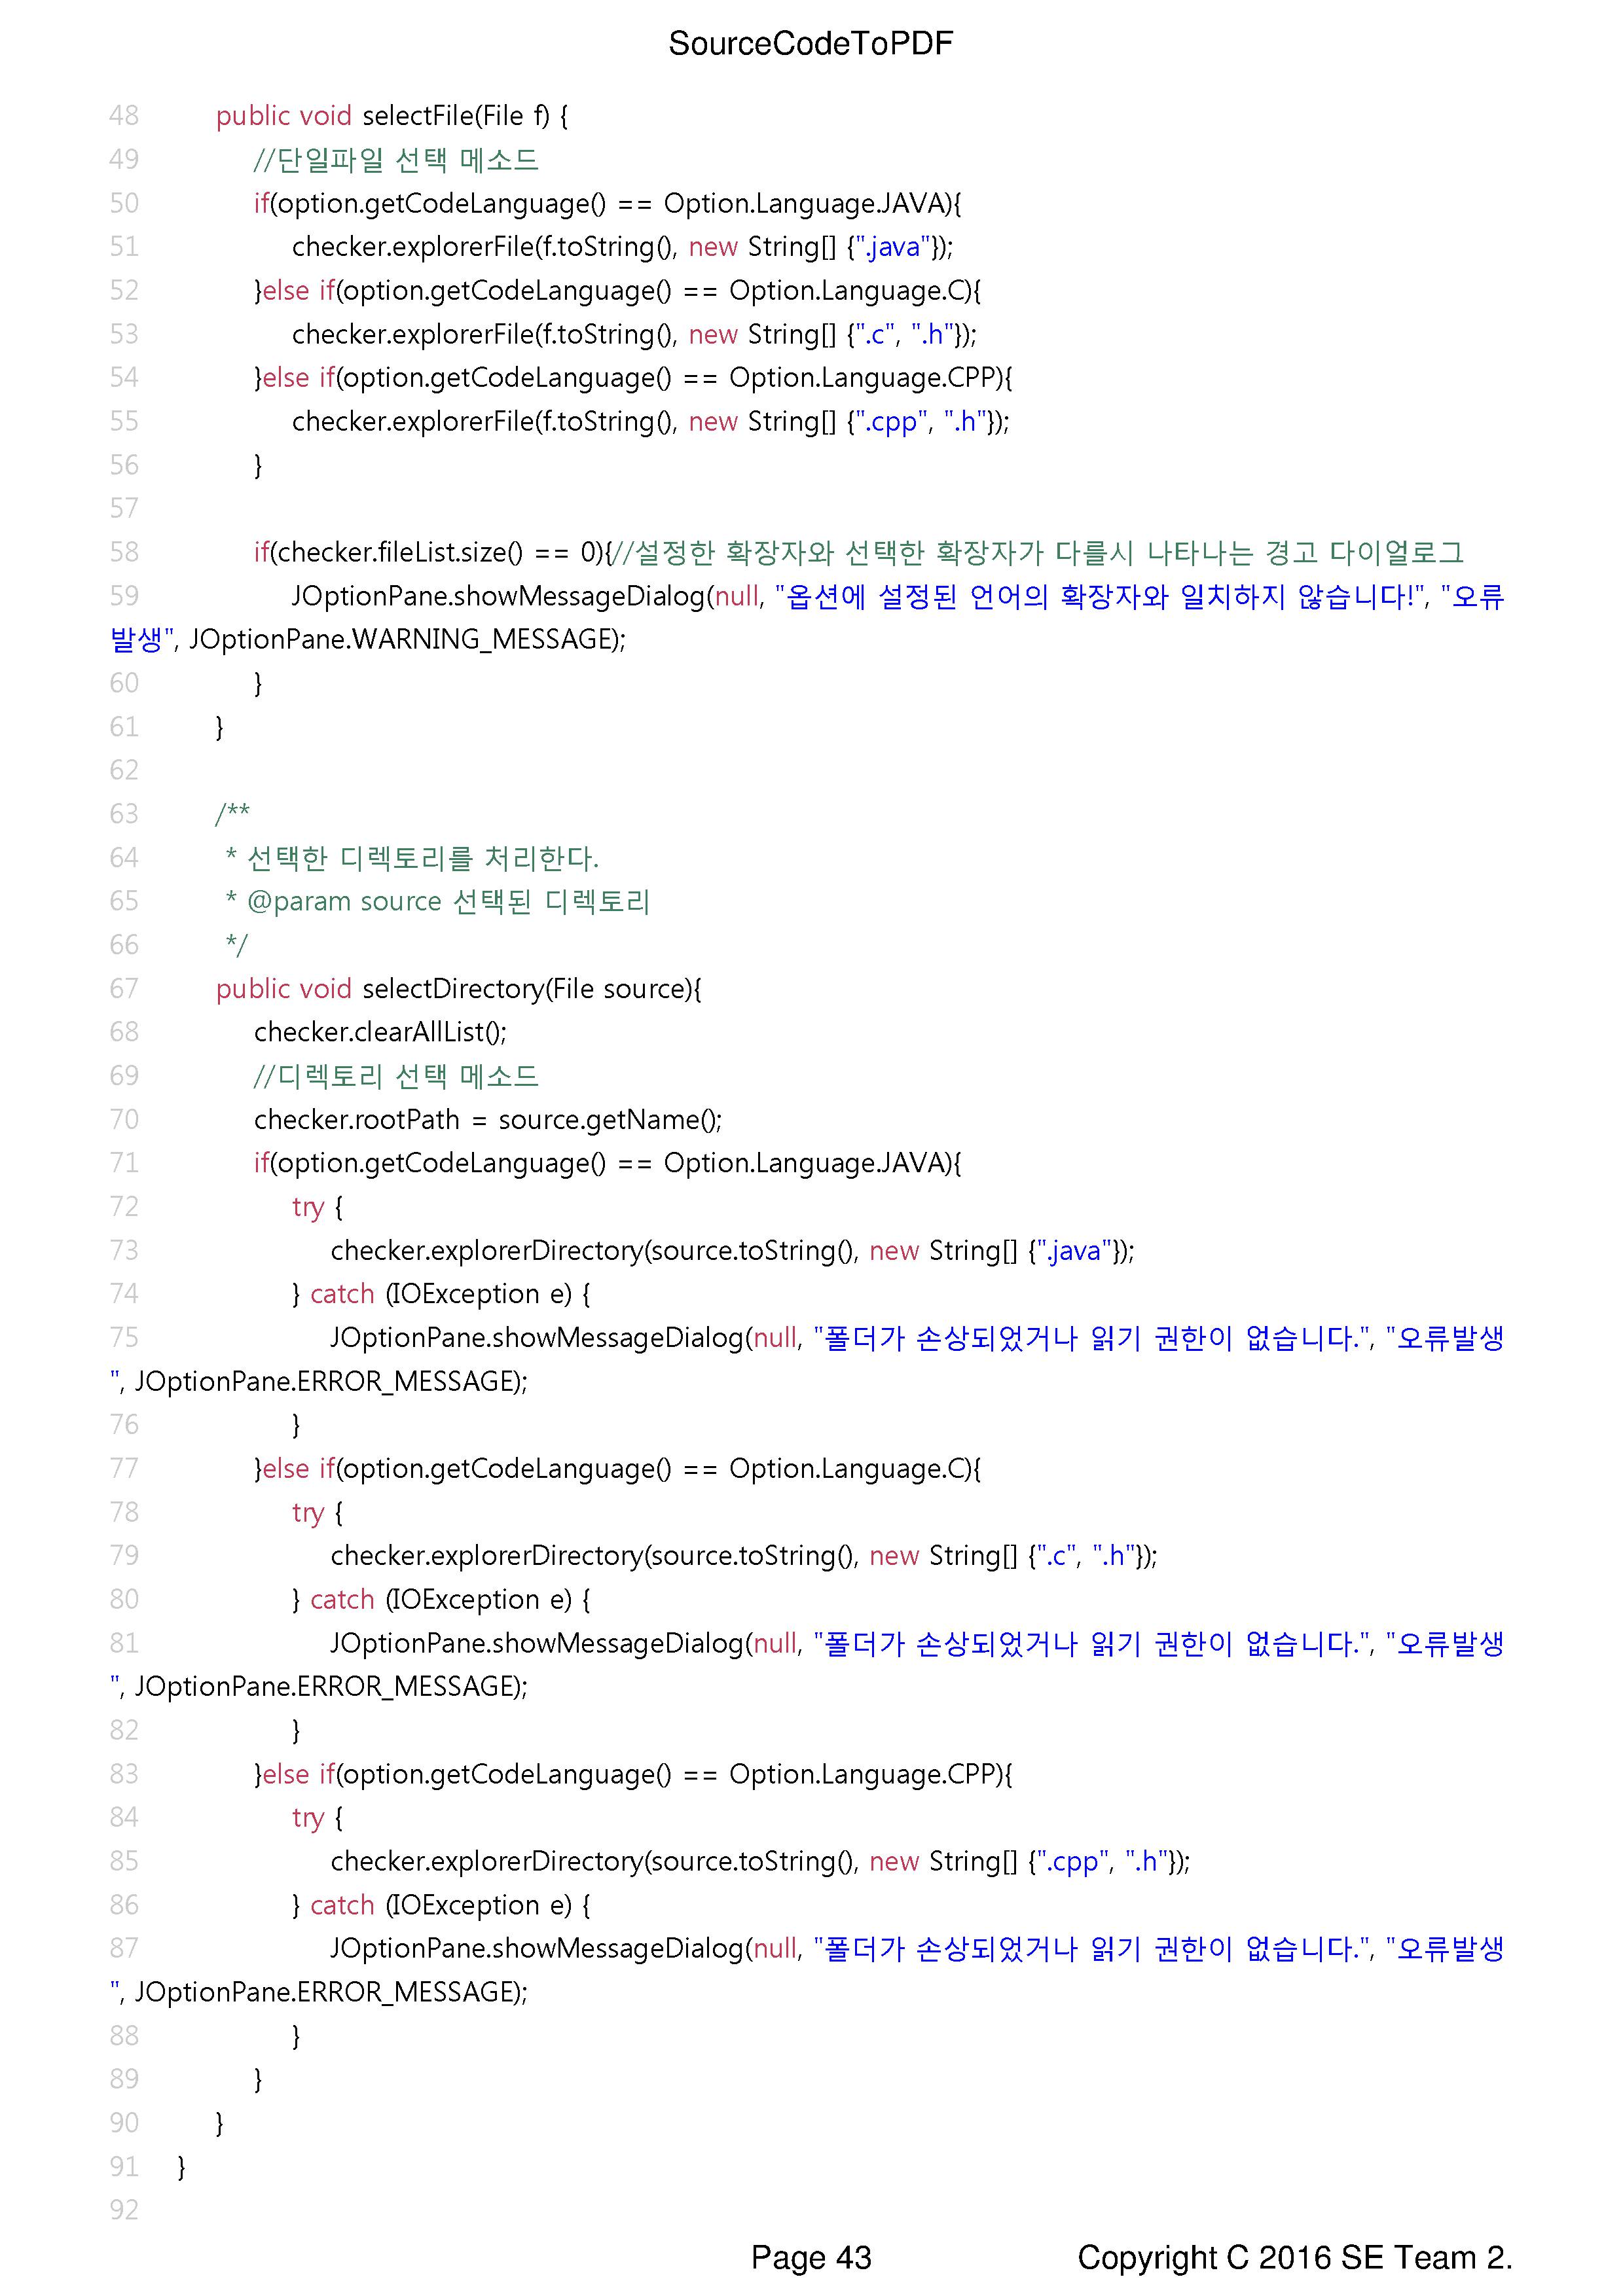 SourceCodeToPDF
48 public void selectFile(File f) {
49 //단일파일 선택 메소드
50 if(option.getCodeLanguage() == Option.Language.JAVA){
51 checker.explorerFile(f.toString(), new String[] {".java"});
52 }else if(option.getCodeLanguage() == Option.Language.C){
53 checker.explorerFile(f.toString(), new String[] {".c", ".h"});
54 }else if(option.getCodeLanguage() == Option.Language.CPP){
55 checker.explorerFile(f.toString(), new String[] {".cpp", ".h"});
56 }
57
58 if(checker.fileList.size() == 0){//설정한 확장자와 선택한 확장자가 다를시 나타나는 경고 다이얼로그
59 JOptionPane.showMessageDialog(null, "옵션에 설정된 언어의 확장자와 일치하지 않습니다!", "오류
발생", JOptionPane.WARNING_MESSAGE);
60 }
61 }
62
63 /**
64 * 선택한 디렉토리를 처리한다.
65 * @param source 선택된 디렉토리
66 */
67 public void selectDirectory(File source){
68 checker.clearAllList();
69 //디렉토리 선택 메소드
70 checker.rootPath = source.getName();
71 if(option.getCodeLanguage() == Option.Language.JAVA){
72 try {
73 checker.explorerDirectory(source.toString(), new String[] {".java"});
74 } catch (IOException e) {
75 JOptionPane.showMessageDialog(null, "폴더가 손상되었거나 읽기 권한이 없습니다.", "오류발생
", JOptionPane.ERROR_MESSAGE);
76 }
77 }else if(option.getCodeLanguage() == Option.Language.C){
78 try {
79 checker.explorerDirectory(source.toString(), new String[] {".c", ".h"});
80 } catch (IOException e) {
81 JOptionPane.showMessageDialog(null, "폴더가 손상되었거나 읽기 권한이 없습니다.", "오류발생
", JOptionPane.ERROR_MESSAGE);
82 }
83 }else if(option.getCodeLanguage() == Option.Language.CPP){
84 try {
85 checker.explorerDirectory(source.toString(), new String[] {".cpp", ".h"});
86 } catch (IOException e) {
87 JOptionPane.showMessageDialog(null, "폴더가 손상되었거나 읽기 권한이 없습니다.", "오류발생
", JOptionPane.ERROR_MESSAGE);
88 }
89 }
90 }
91 }
92
Page 43 Copyright C 2016 SE Team 2.